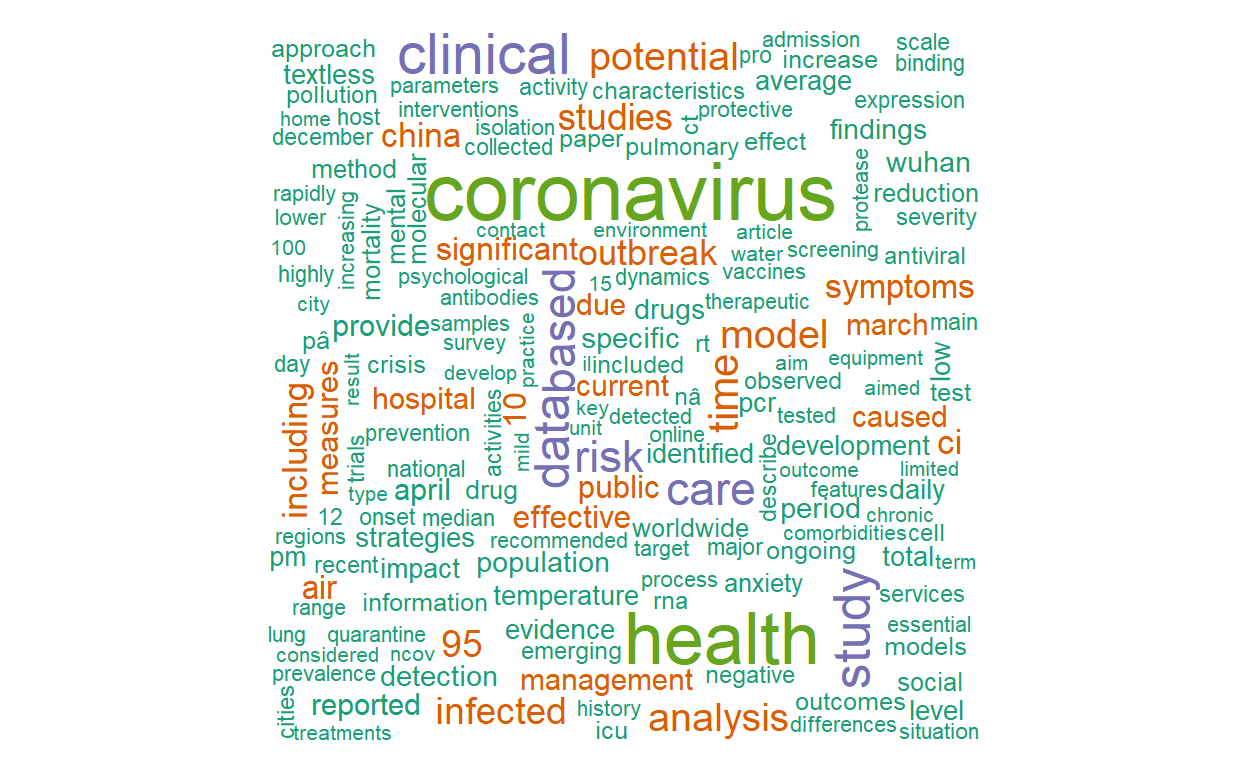 approach
clinical
potential
pro
admission
increase
scale
binding
textless
pollution
parameters
activity
characteristics
average
expression
home
host
interventions
isolation
studies
ct
protective
december
china
collected
paper
pulmonary
effect
findings
method
molecular
coronavirus
protease
wuhan
rapidly
reduction
lower
increasing
mortality
mental
severity
contact
environment
article
100
significant
outbreak
water
screening
antiviral
highly
psychological
databased
15
dynamics
vaccines
symptoms
city
antibodies
due
drugs
therapeutic
pâ
provide
samples
practice
specific
rt
model
march
main
survey
day
result
crisis
develop
il
included
time
aim
equipment
low
including
measures
hospital
10
current
nâ
observed
aimed
test
key
detected
pcr
tested
caused
activities
mild
unit
online
prevention
trials
risk
identified
describe
development
ci
national
outcome
limited
type
april
drug
public
care
features
daily
12
onset
median
effective
worldwide
period
chronic
regions
strategies
recommended
target
major
ongoing
comorbidities
cell
pm
recent
impact
population
total
term
air
process
anxiety
study
range
information
temperature
rna
services
lung
quarantine
95
evidence
health
essential
considered
ncov
emerging
models
prevalence
detection
management
negative
social
cities
reported
infected
history
analysis
outcomes
level
treatments
icu
differences
situation